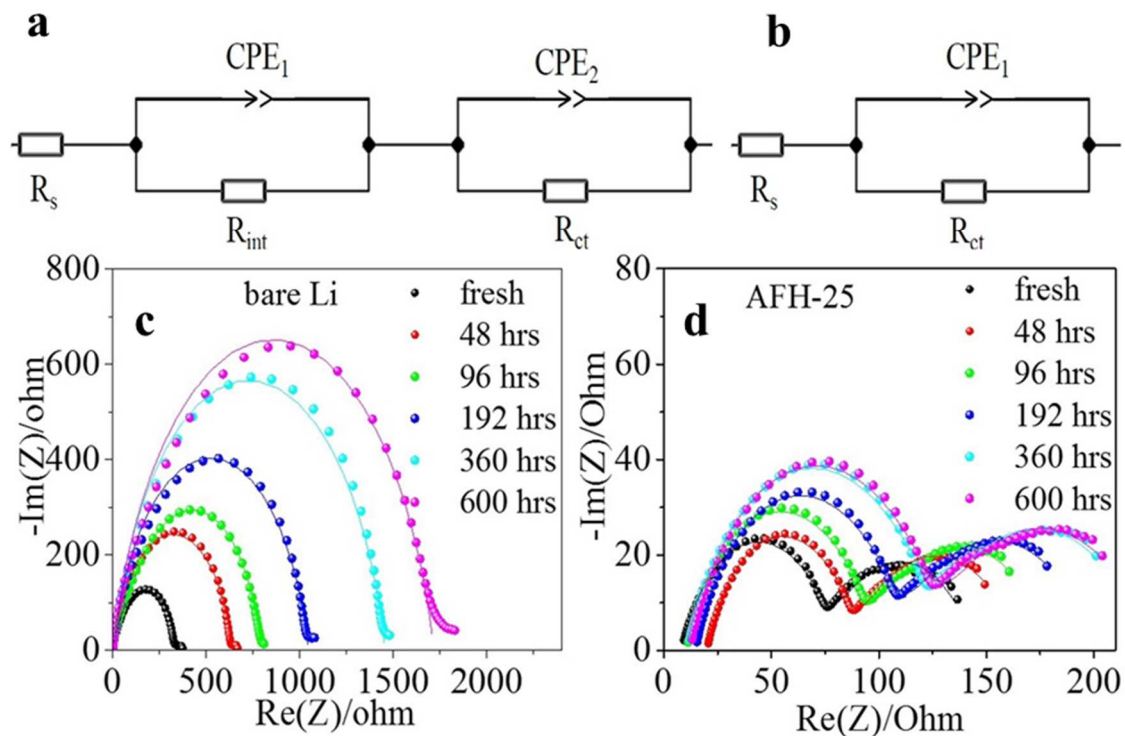 a
CPE1
CPE2
Rs
Rint
Rct
b
CPE1
Rs
Rct
c
bare Li
fresh
48 hrs
96 hrs
192 hrs
360 hrs
600 hrs
800
600
400
200
0
-Im(Z)/ohm
0 500 1000 1500 2000
Re(Z)/ohm
d
AFH-25
fresh
48 hrs
96 hrs
192 hrs
360 hrs
600 hrs
80
60
40
20
0
-Im(Z)/Ohm
0 50 100 150 200
Re(Z)/Ohm